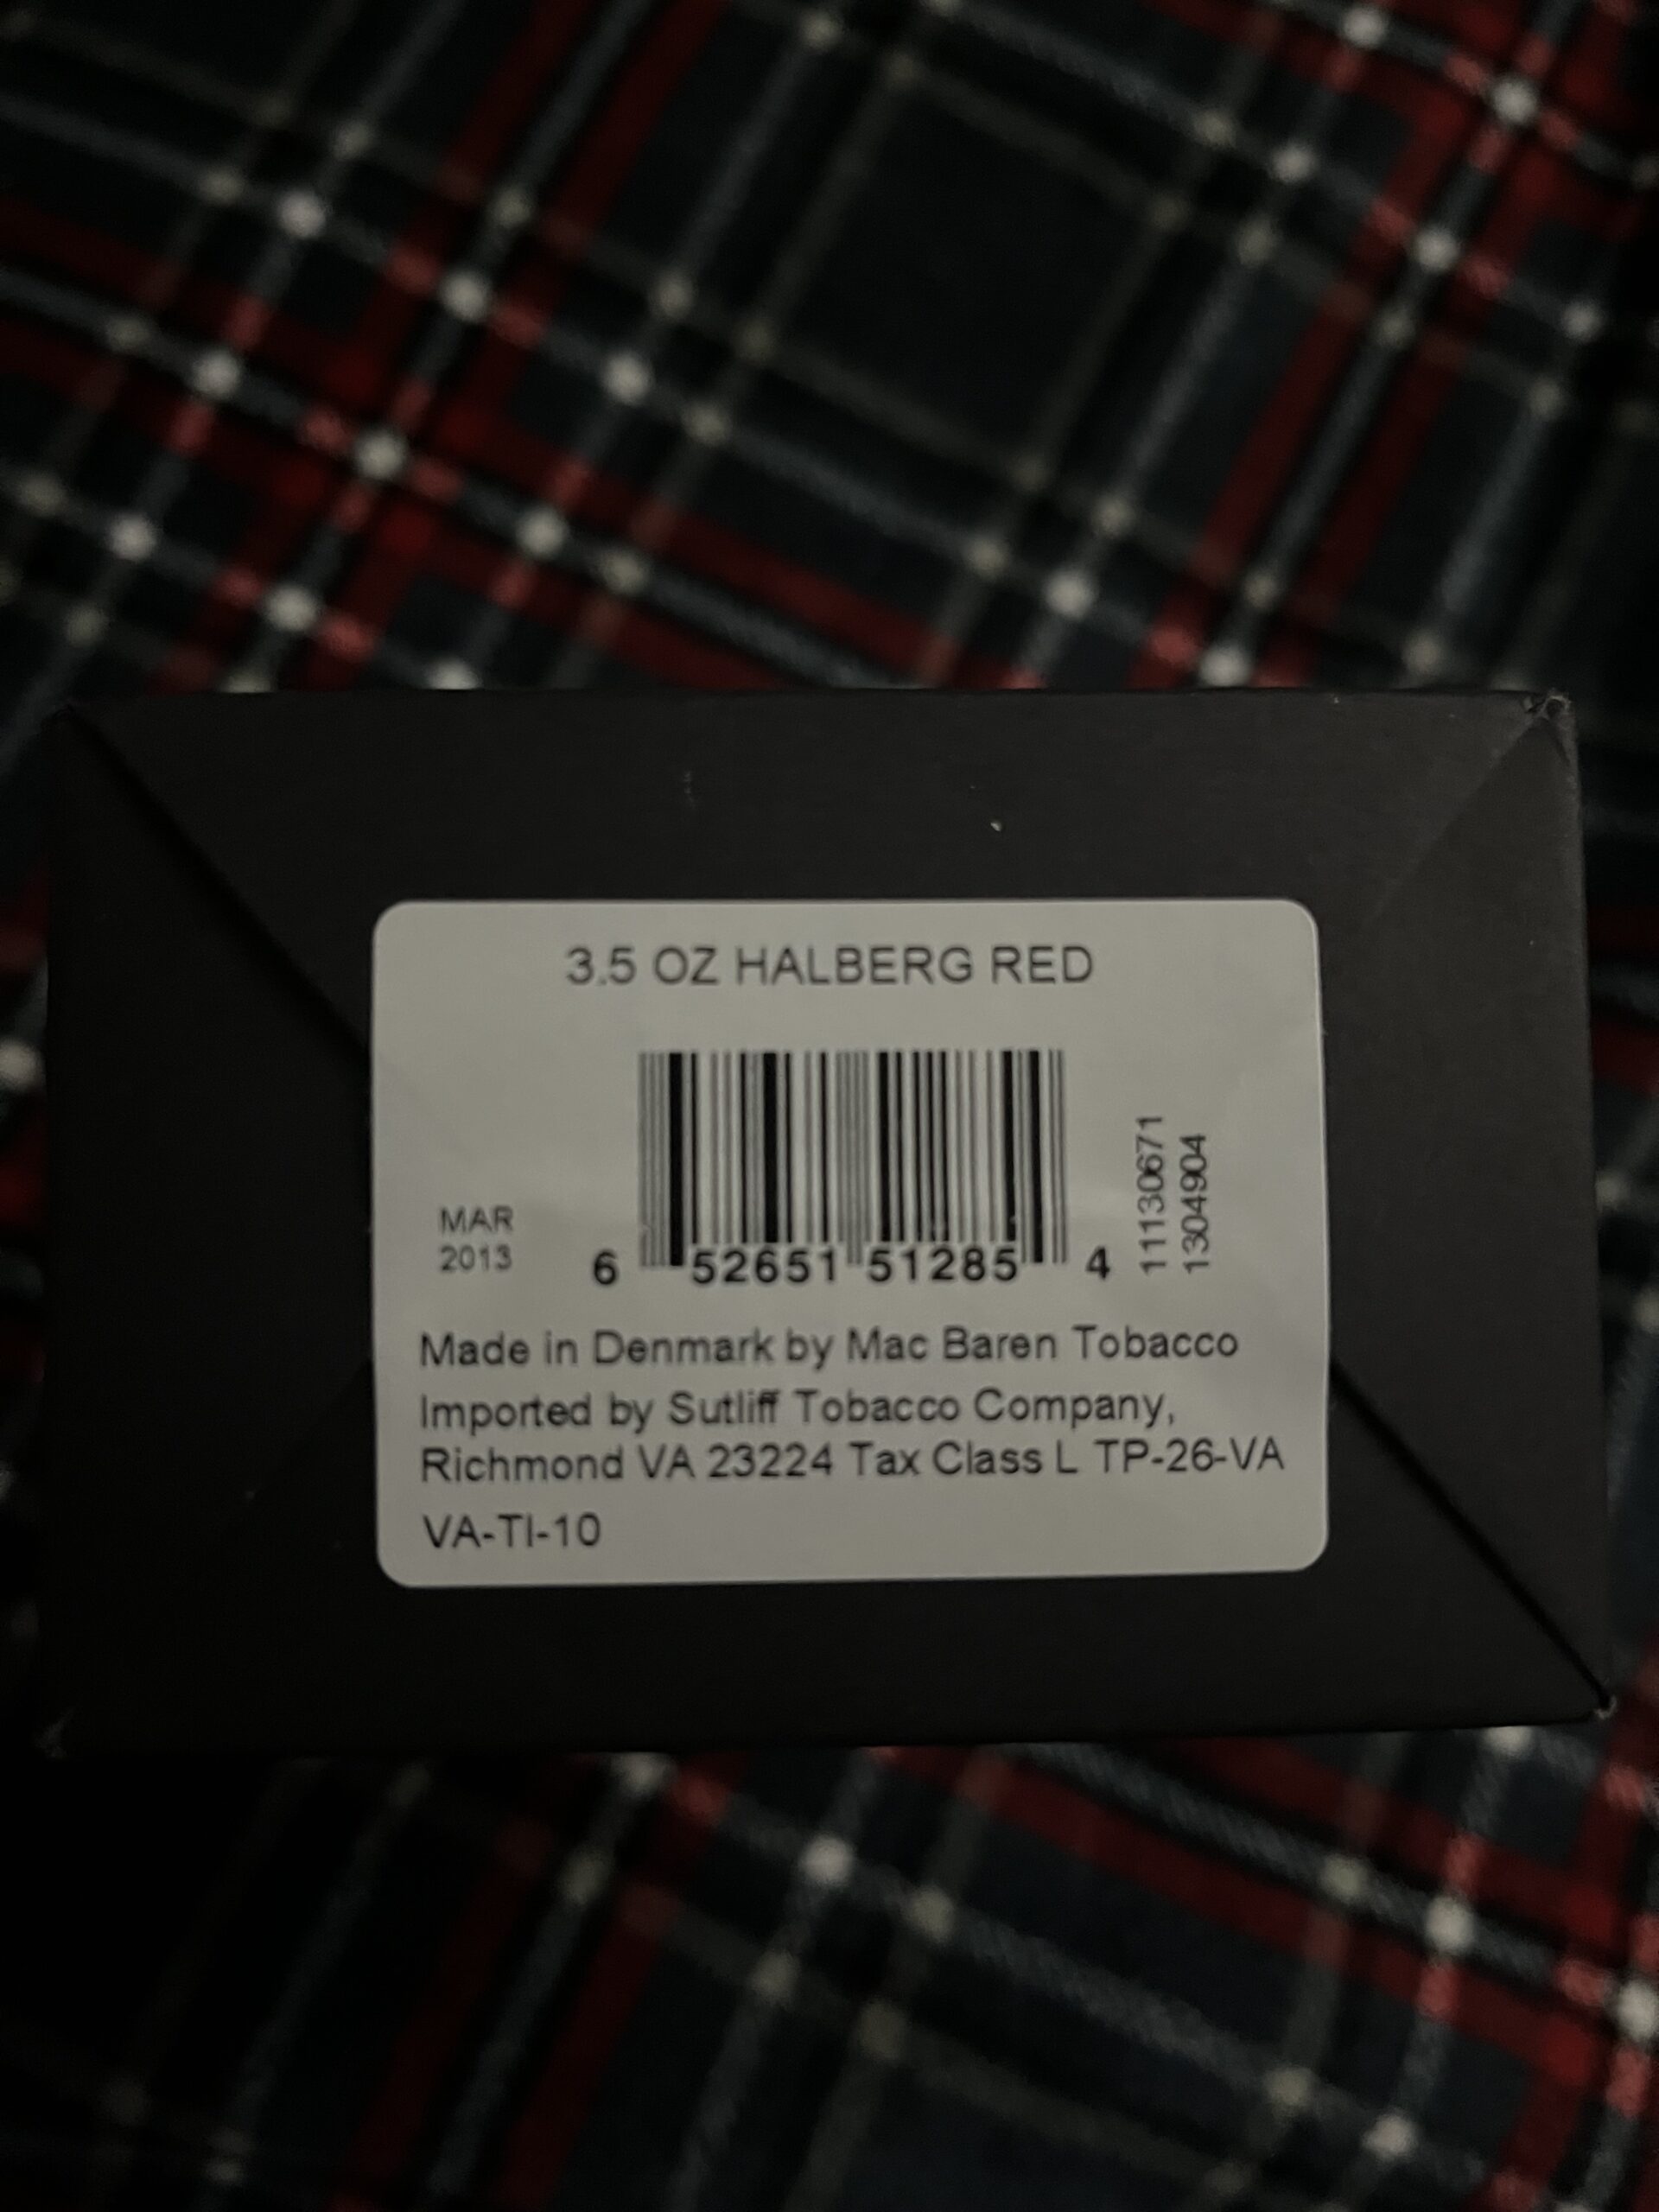 3.5 OZ HALBERG RED
MAR
2013
6 52651 51285 4
11130671
1304904
Made in Denmark by Mac Baren Tobacco
Imported by Sutliff Tobacco Company,
Richmond VA 23224 Tax Class L TP-26-VA
VA-TI-10